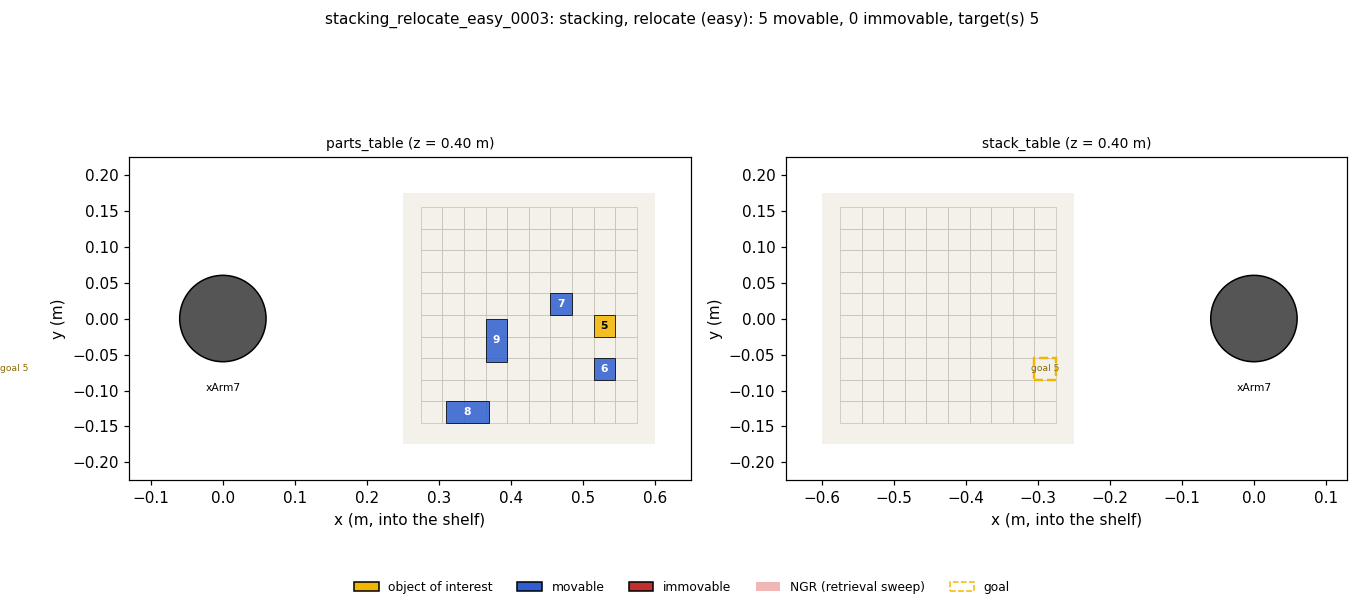 stacking_relocate_easy_0003: stacking, relocate (easy): 5 movable, 0 immovable, target(s) 5
parts_table (z = 0.40 m)
0.20
0.15
0.10
0.05
0.00
−0.05
−0.10
−0.15
−0.20
y (m)
goal 5
xArm7
7
5
9
6
8
−0.1
0.0
0.1
0.2
0.3
0.4
0.5
0.6
x (m, into the shelf)
stack_table (z = 0.40 m)
0.20
0.15
0.10
0.05
0.00
−0.05
−0.10
−0.15
−0.20
y (m)
goal 5
xArm7
−0.6
−0.5
−0.4
−0.3
−0.2
−0.1
0.0
0.1
x (m, into the shelf)
object of interest
movable
immovable
NGR (retrieval sweep)
goal